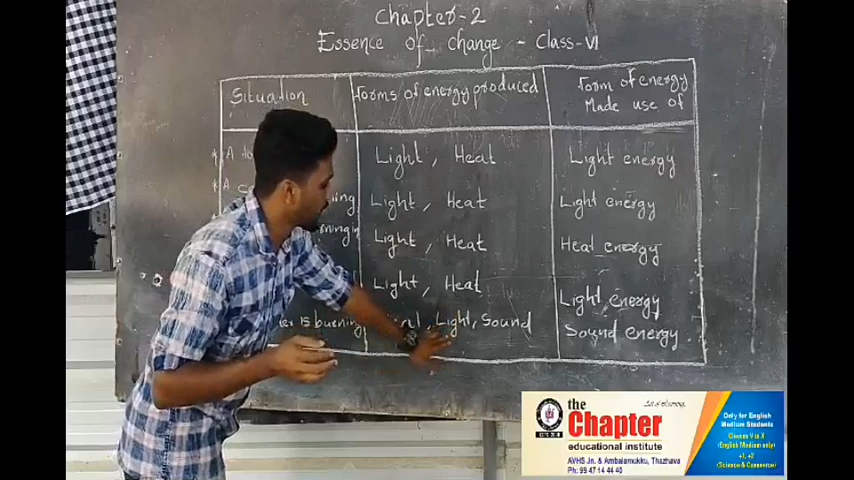 Chapter-2
Essence of change - Class-VI
Situation
Forms of energy produced
Form of energy
Made use of
*A
Light, Heat
Light energy
*A
burning
Light, Heat
Light energy
Light, Heat
Heat energy
Light, Heat
Light energy
is burning
Light, Sound
Sound energy
the
Chapter
educational institute
AVHS Jn. & Ambalamukku, Thazhava
Ph: 99 47 14 44 40
Only for English
Medium Students
Classes V to X
(English Medium only)
+1, +2
(Science & Commerce)